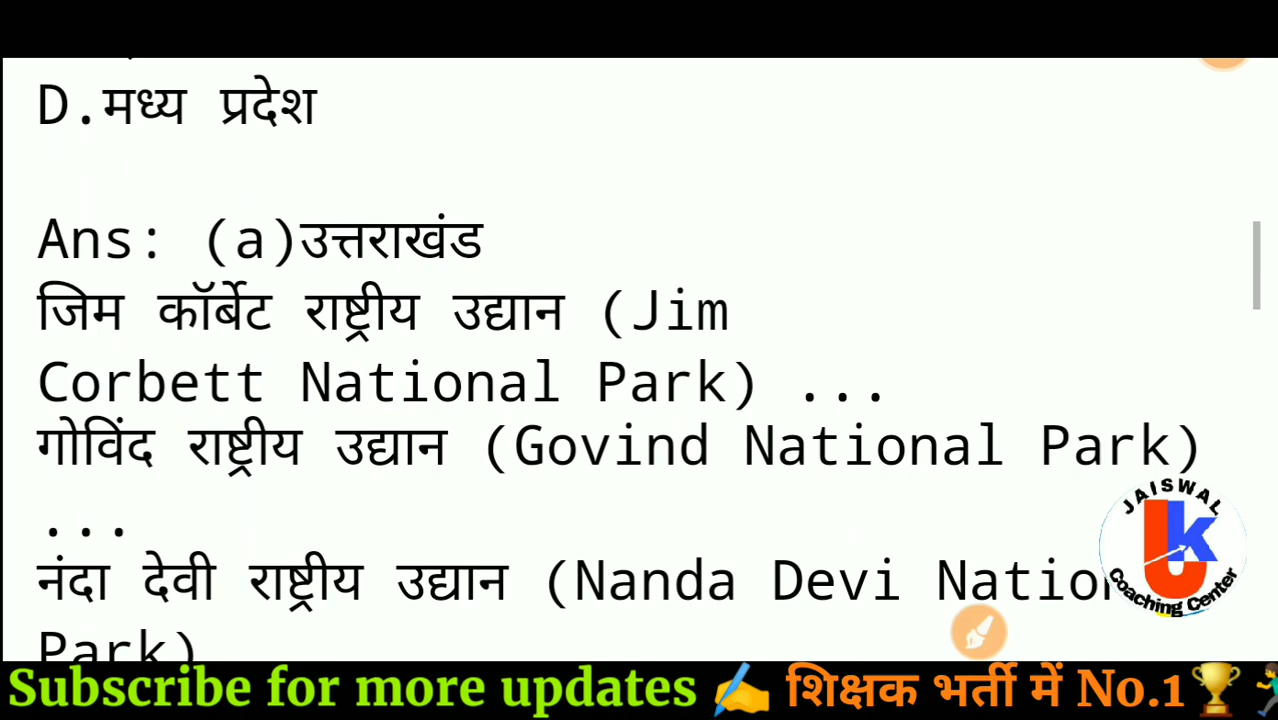 D.मध्य प्रदेश
Ans: (a)उत्तराखंड
जिम कॉर्बेट राष्ट्रीय उद्यान (Jim
Corbett National Park) ...
गोविंद राष्ट्रीय उद्यान (Govind National Park)
...
नंदा देवी राष्ट्रीय उद्यान (Nanda Devi
Park)
JAISWAL
UK
Coaching Center
Subscribe for more updates ✍️ शिक्षक भर्ती में No.1🏆